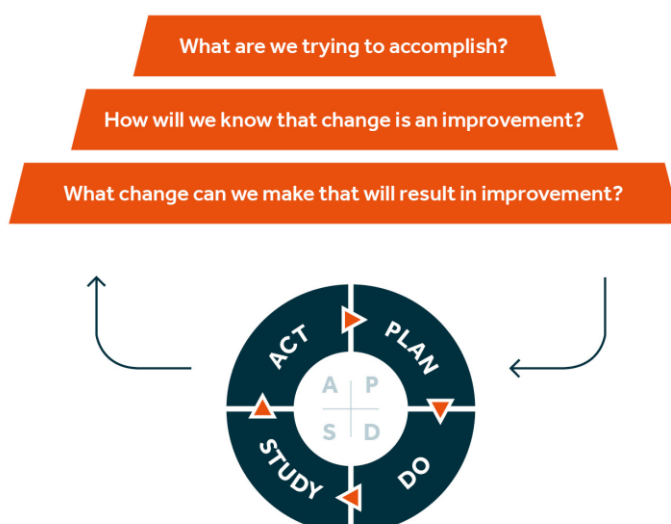 What are we trying to accomplish?
How will we know that change is an improvement?
What change can we make that will result in improvement?
ACT
PLAN
A P
S D
STUDY
DO